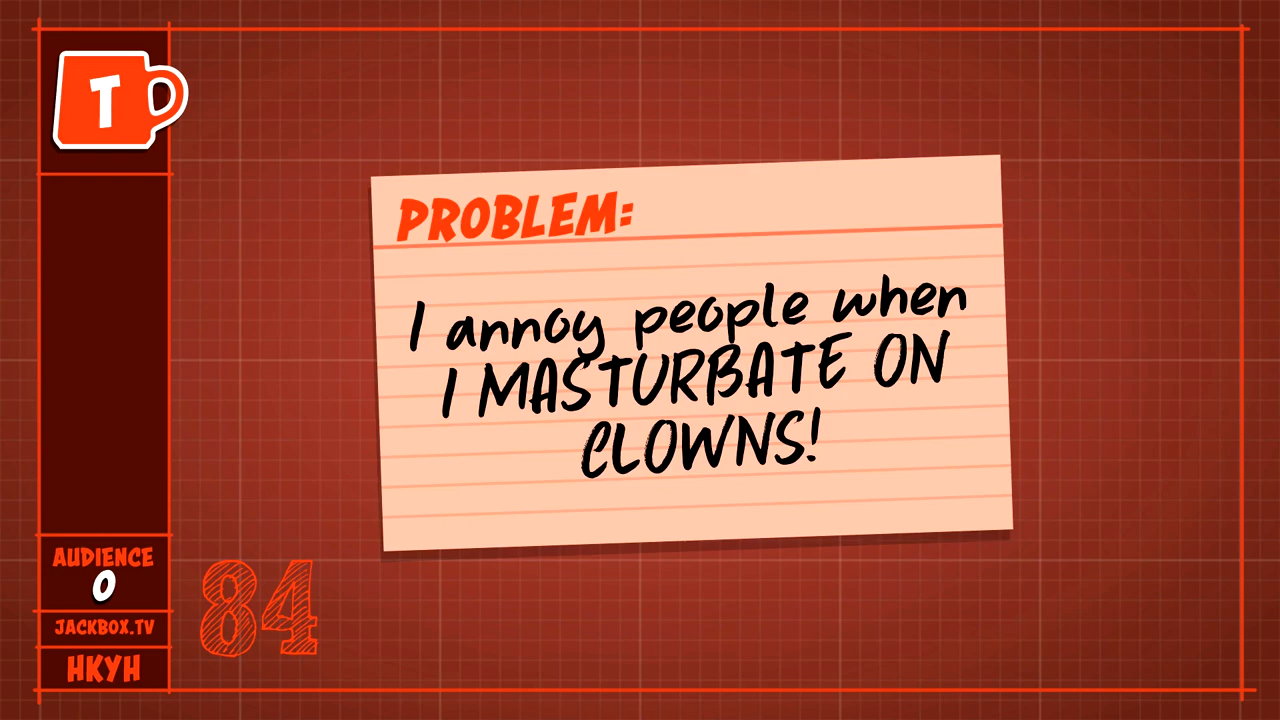 T
PROBLEM:
I annoy people when
I MASTURBATE ON
CLOWNS!
AUDIENCE
0
JACKBOX.TV
HKYH
84